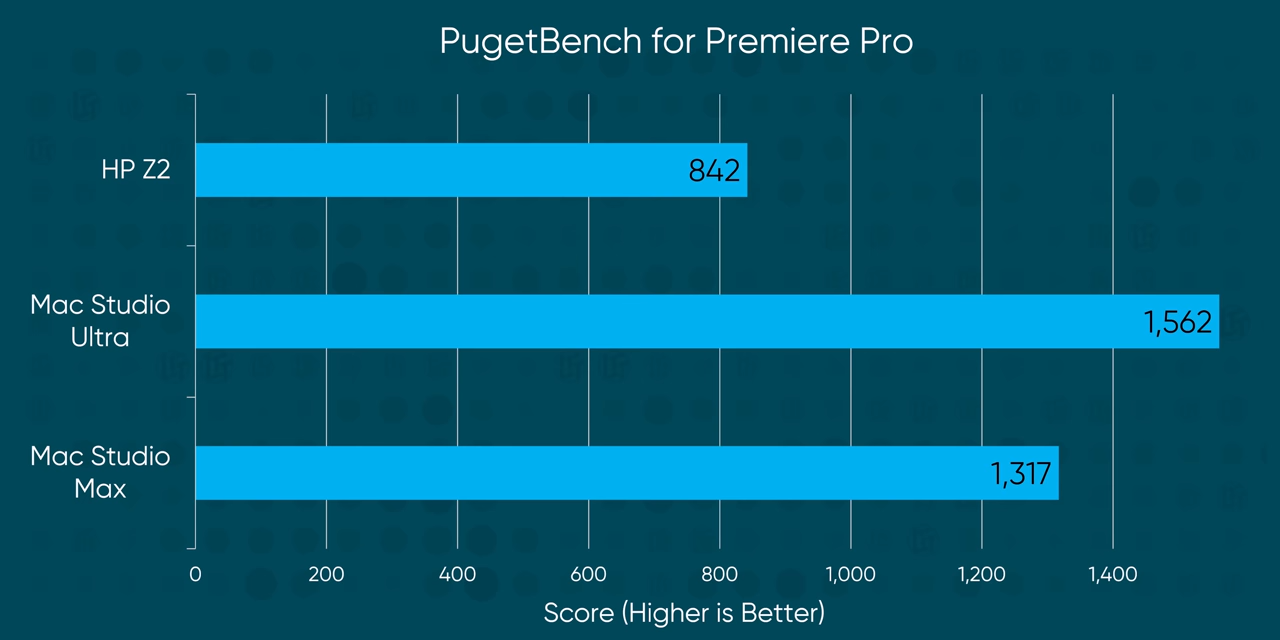 PugetBench for Premiere Pro
HP Z2
842
Mac Studio
Ultra
1,562
Mac Studio
Max
1,317
0 200 400 600 800 1,000 1,200 1,400
Score (Higher is Better)